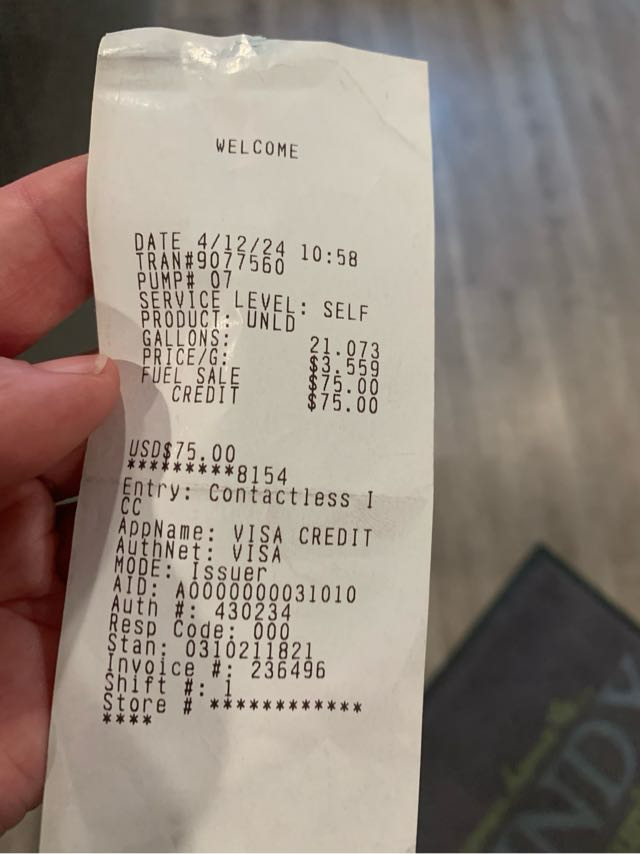 WELCOME
DATE 4/12/24 10:58
TRAN#9077560
PUMP# 07
SERVICE LEVEL: SELF
PRODUCT: UNLD
GALLONS: 21.073
PRICE/G: $3.559
FUEL SALE $75.00
CREDIT $75.00
USD$75.00
*********8154
Entry: Contactless I
CC
AppName: VISA CREDIT
AuthNet: VISA
MODE: Issuer
AID: A0000000031010
Auth #: 430234
Resp Code: 000
Stan: 0310211821
Invoice #: 236496
Shift #: 1
Store # ************
****